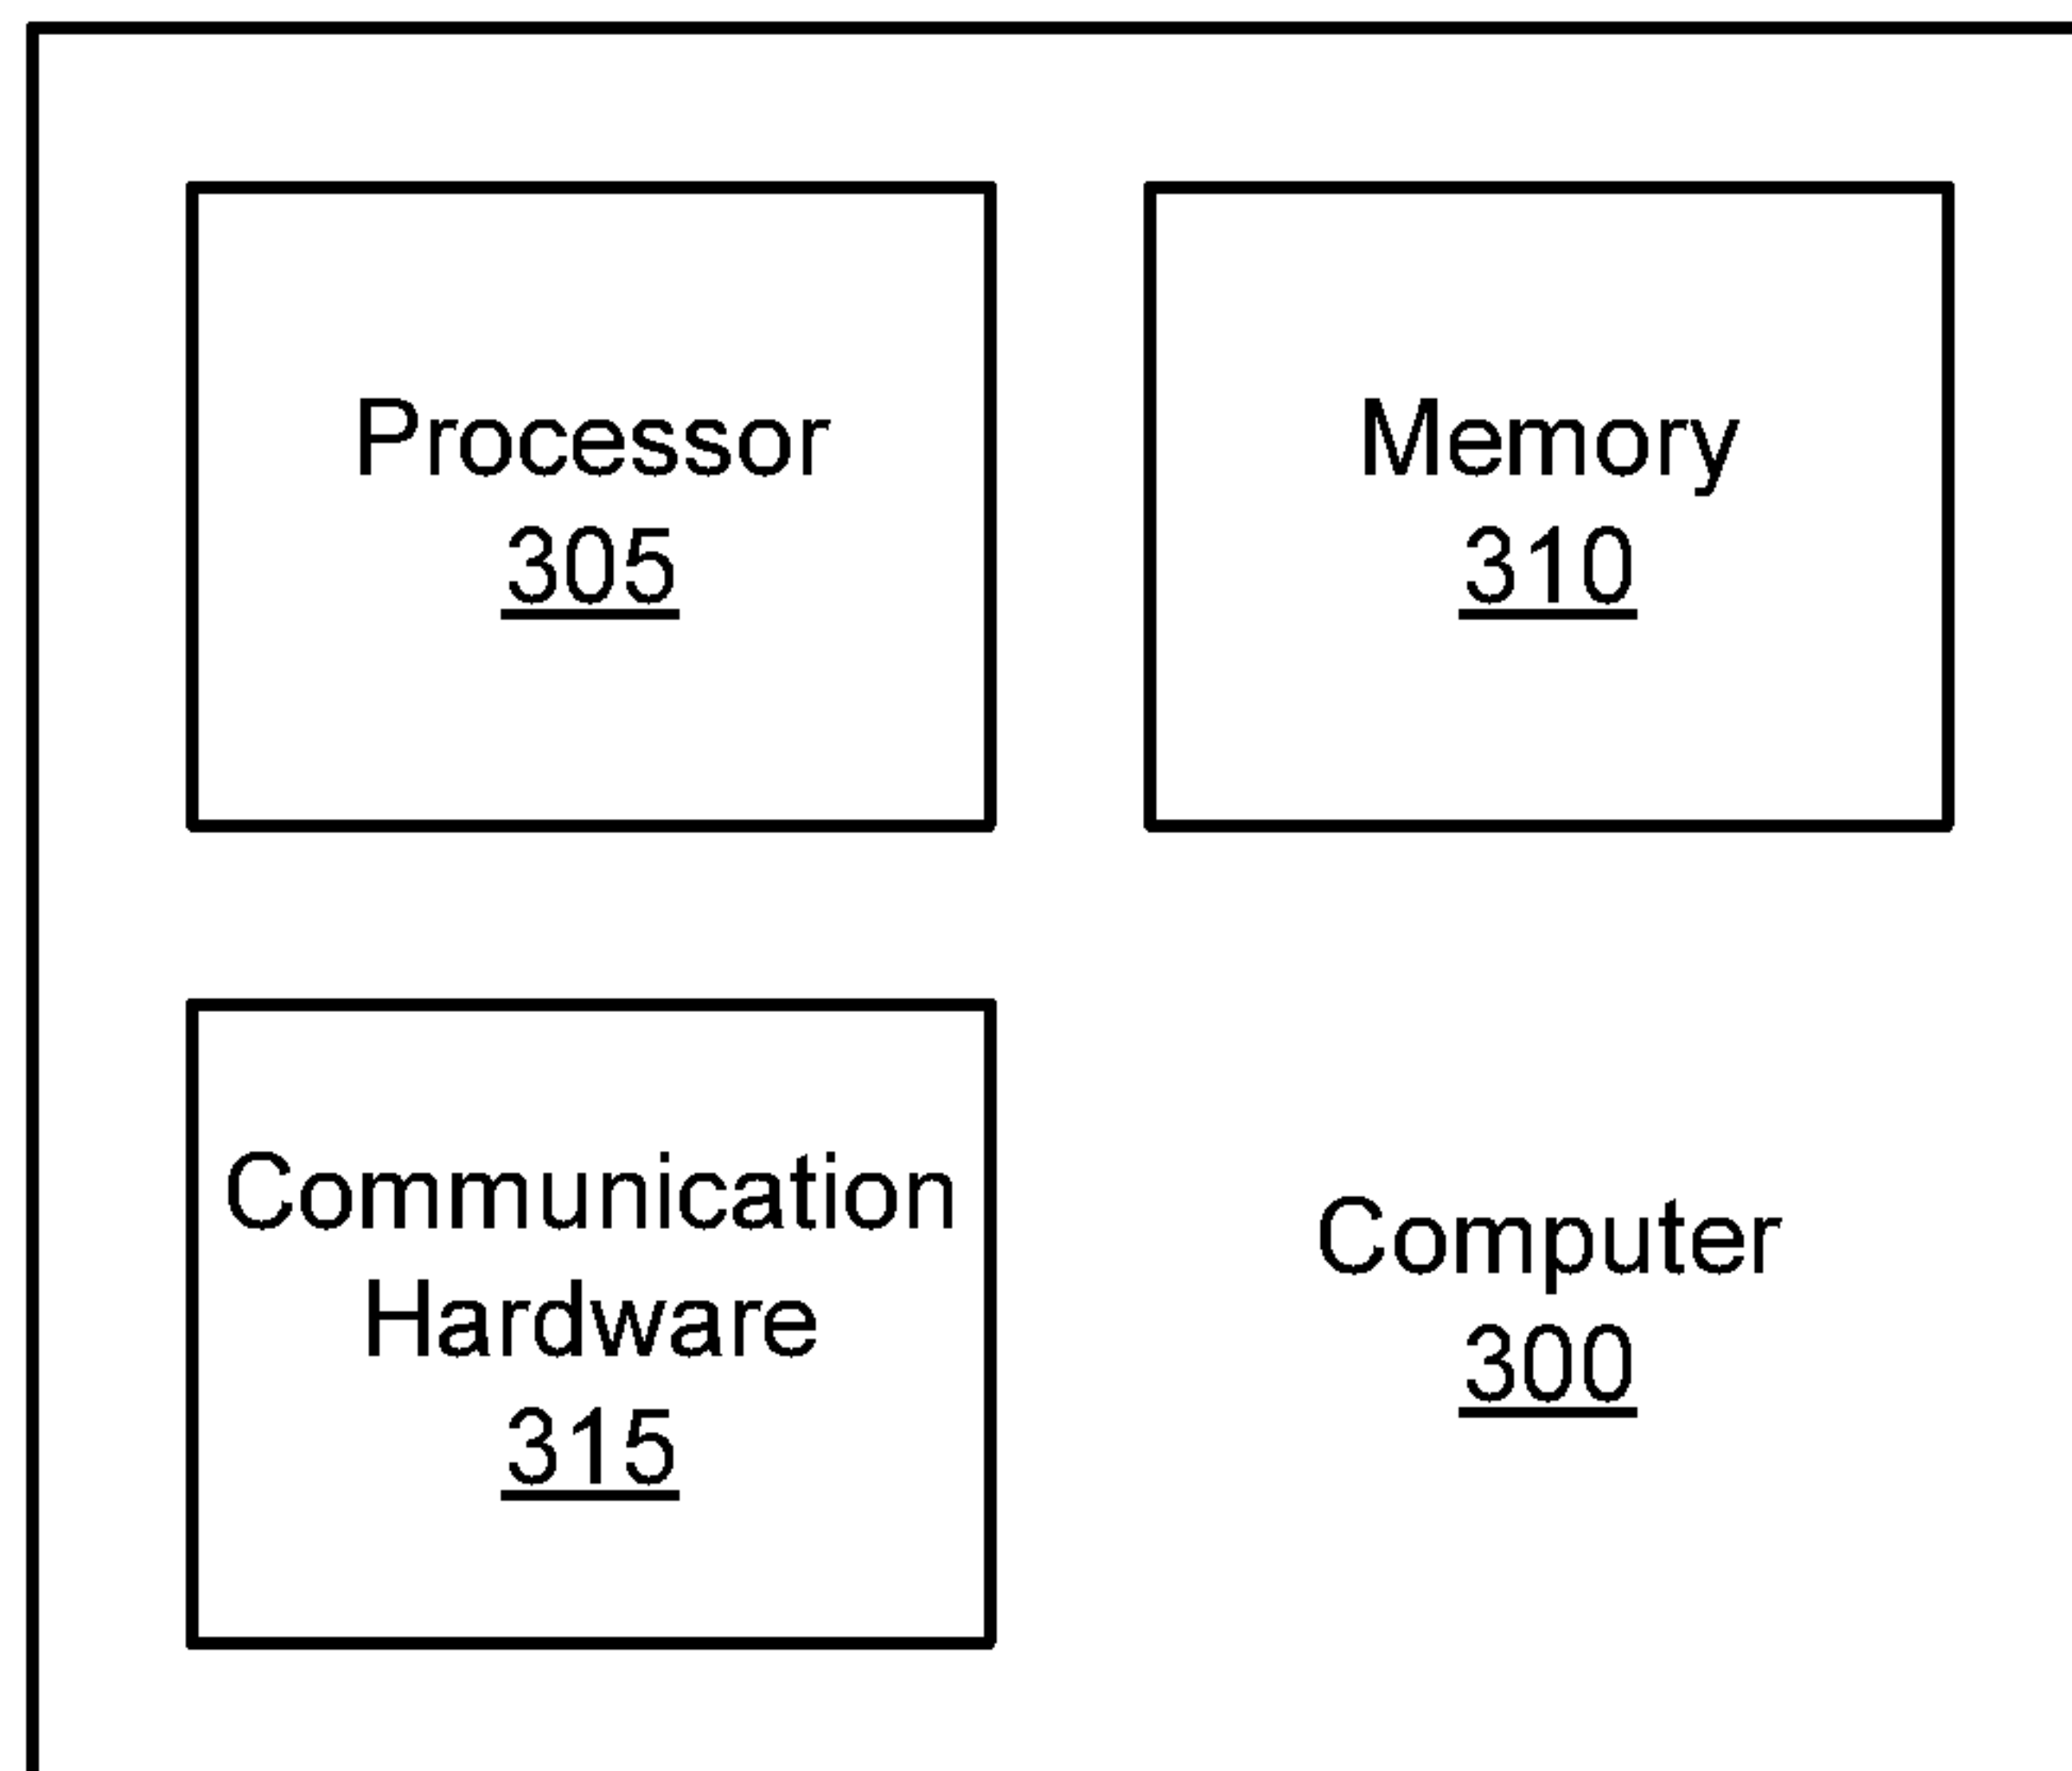 Processor
305
Memory
310
Communication
Hardware
315
Computer
300